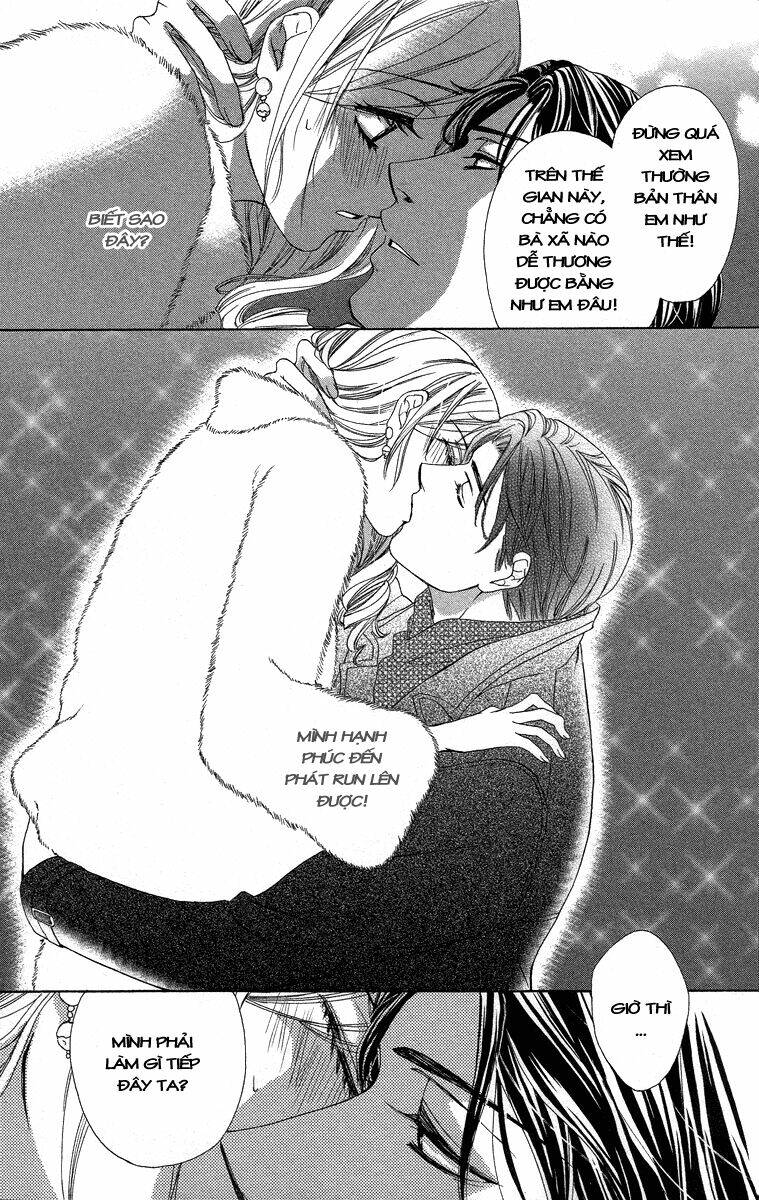 ĐỪNG QUÁ
XEM
THƯỜNG
BẢN THÂN
EM NHƯ
THẾ!
TRÊN THẾ
GIAN NÀY,
CHẲNG CÓ
BÀ XÃ NÀO
DỄ THƯƠNG
ĐƯỢC BẰNG
NHƯ EM ĐÂU!
BIẾT SAO
ĐÂY?
MÌNH HẠNH
PHÚC ĐẾN
PHÁT RUN LÊN
ĐƯỢC!
GIỜ THÌ
...
MÌNH PHẢI
LÀM GÌ TIẾP
ĐÂY TA?